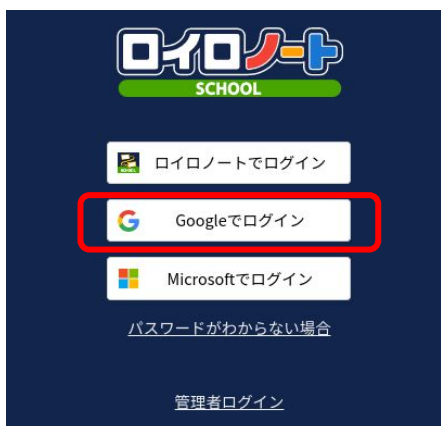 ロイロノート
SCHOOL
ロイロノートでログイン
Googleでログイン
Microsoftでログイン
パスワードがわからない場合
管理者ログイン